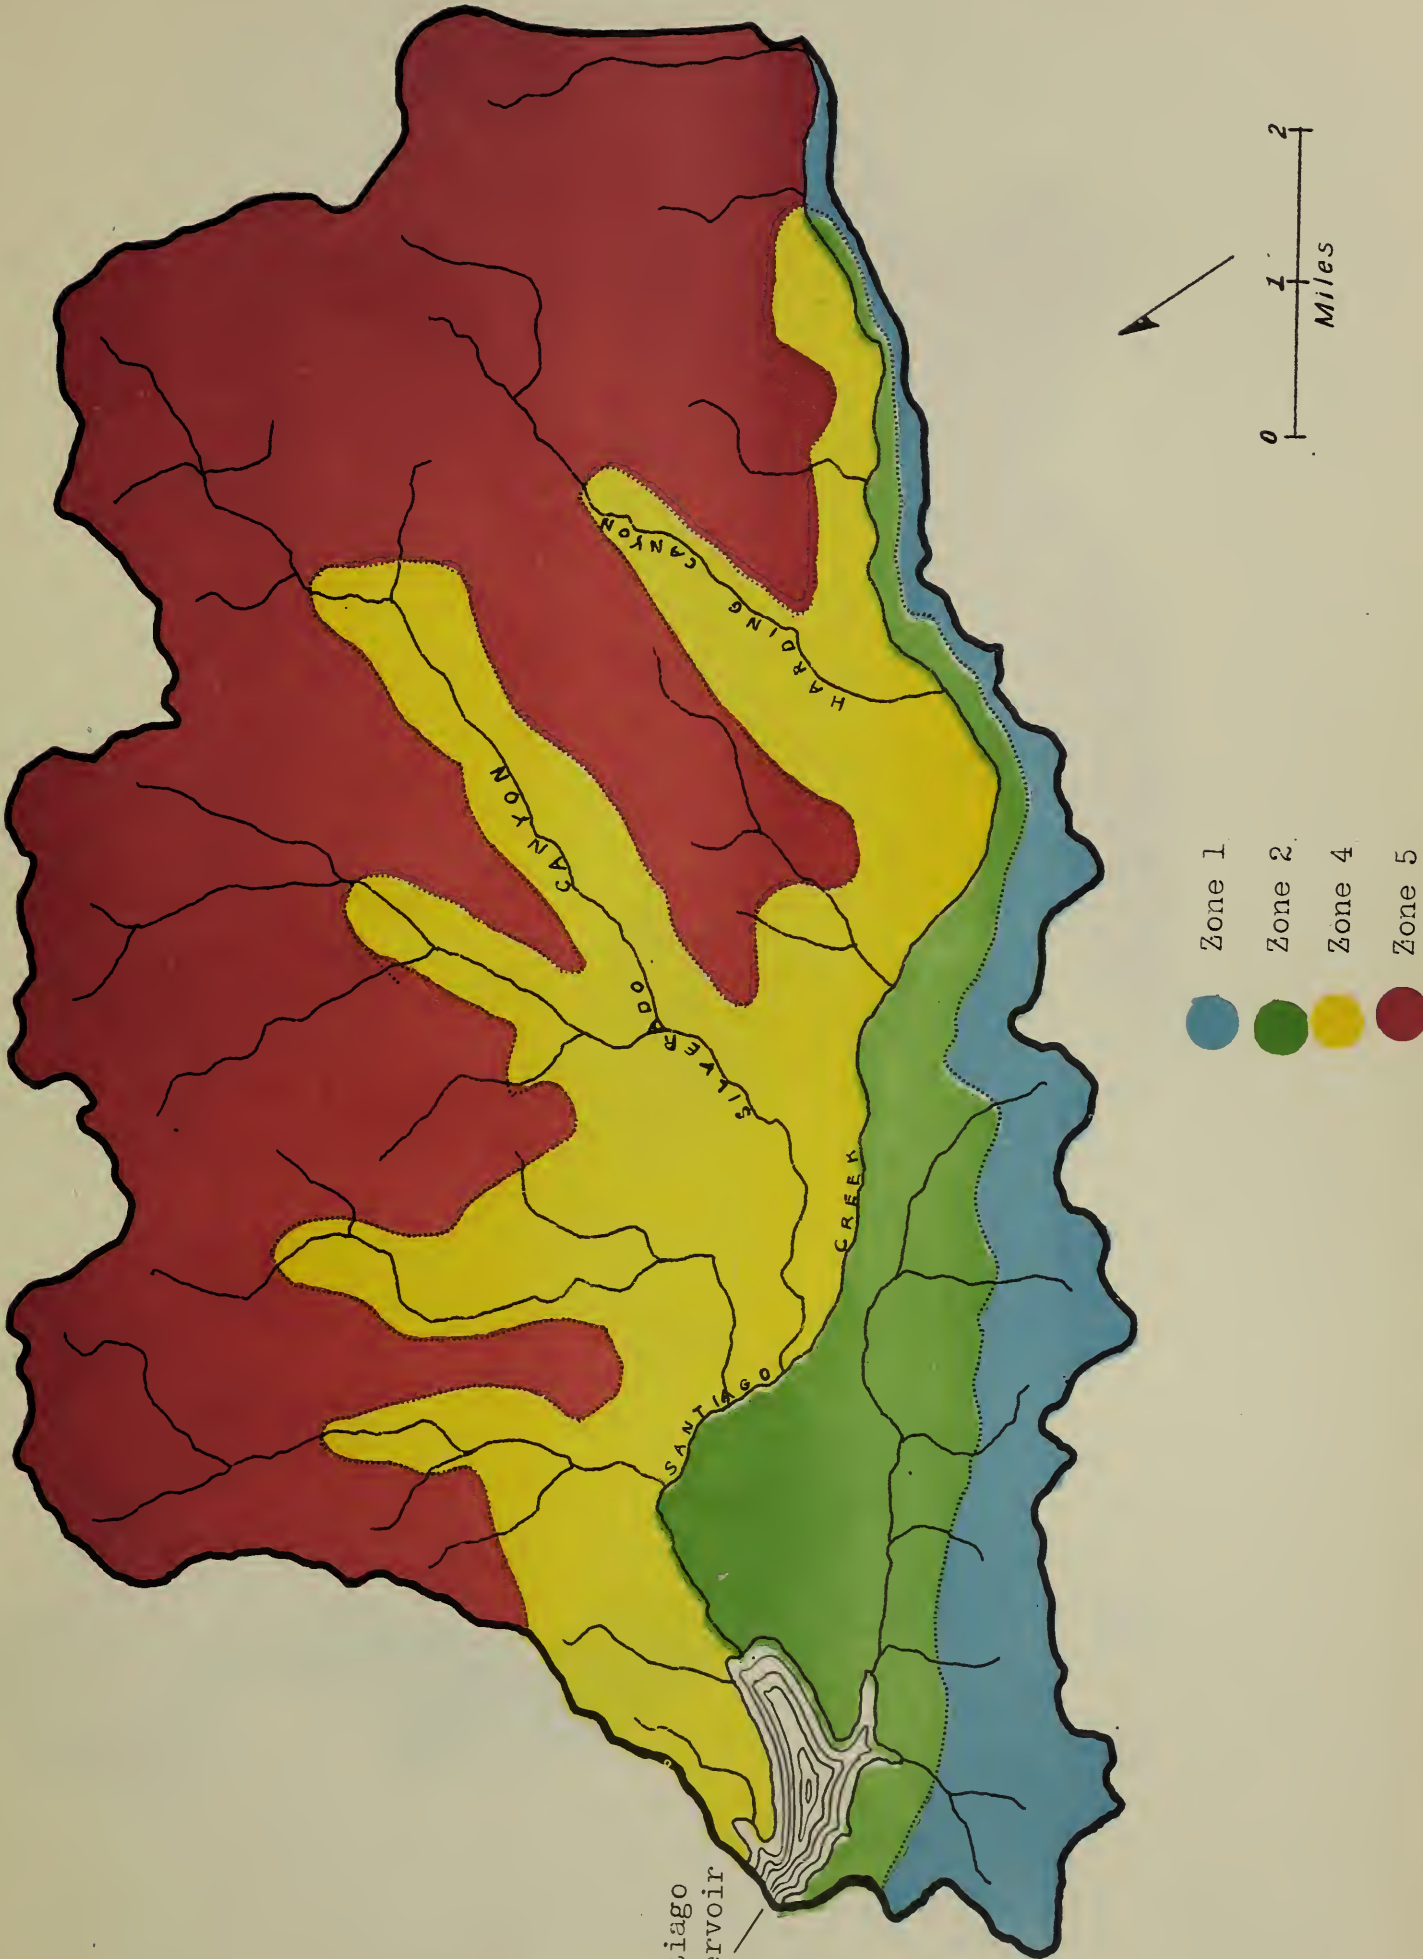 CANYON
SILVERADO
HARDING CANYON
SANTIAGO
CREEK
iago
ervoir
0 1 2
Miles
Zone 1
Zone 2
Zone 4
Zone 5